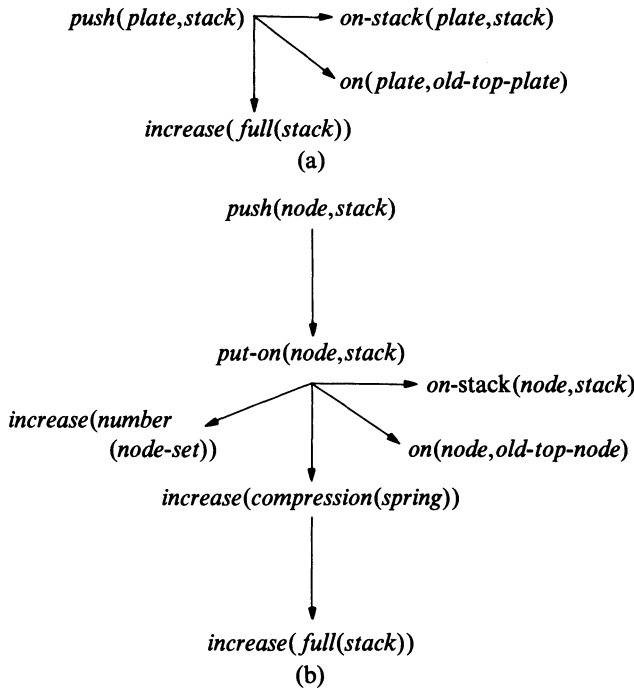 push(plate,stack)
on-stack(plate,stack)
on(plate,old-top-plate)
increase(full(stack))
(a)
push(node,stack)
put-on(node,stack)
on-stack(node,stack)
increase(number
(node-set))
on(node,old-top-node)
increase(compression(spring))
increase(full(stack))
(b)